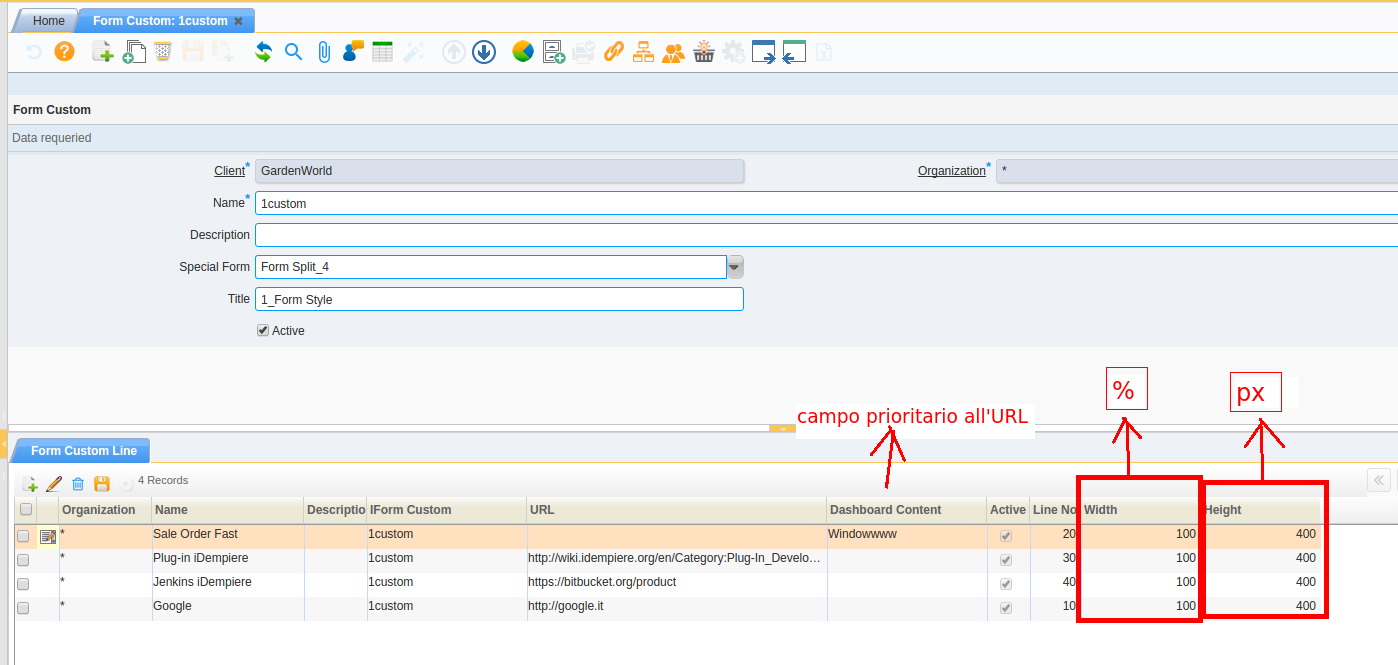 Home
Form Custom: 1custom
Form Custom
Data requeried
Client* GardenWorld Organization* *
Name* 1custom
Description
Special Form Form Split_4
Title 1_Form Style
Active
% px
campo prioritario all'URL
Form Custom Line
4 Records
Organization Name Descriptio IForm Custom URL Dashboard Content Active Line No Width Height
* Sale Order Fast 1custom Windowwww 20 100 400
* Plug-in iDempiere 1custom http://wiki.idempiere.org/en/Category:Plug-In_Develo... 30 100 400
* Jenkins iDempiere 1custom https://bitbucket.org/product 40 100 400
* Google 1custom http://google.it 10 100 400